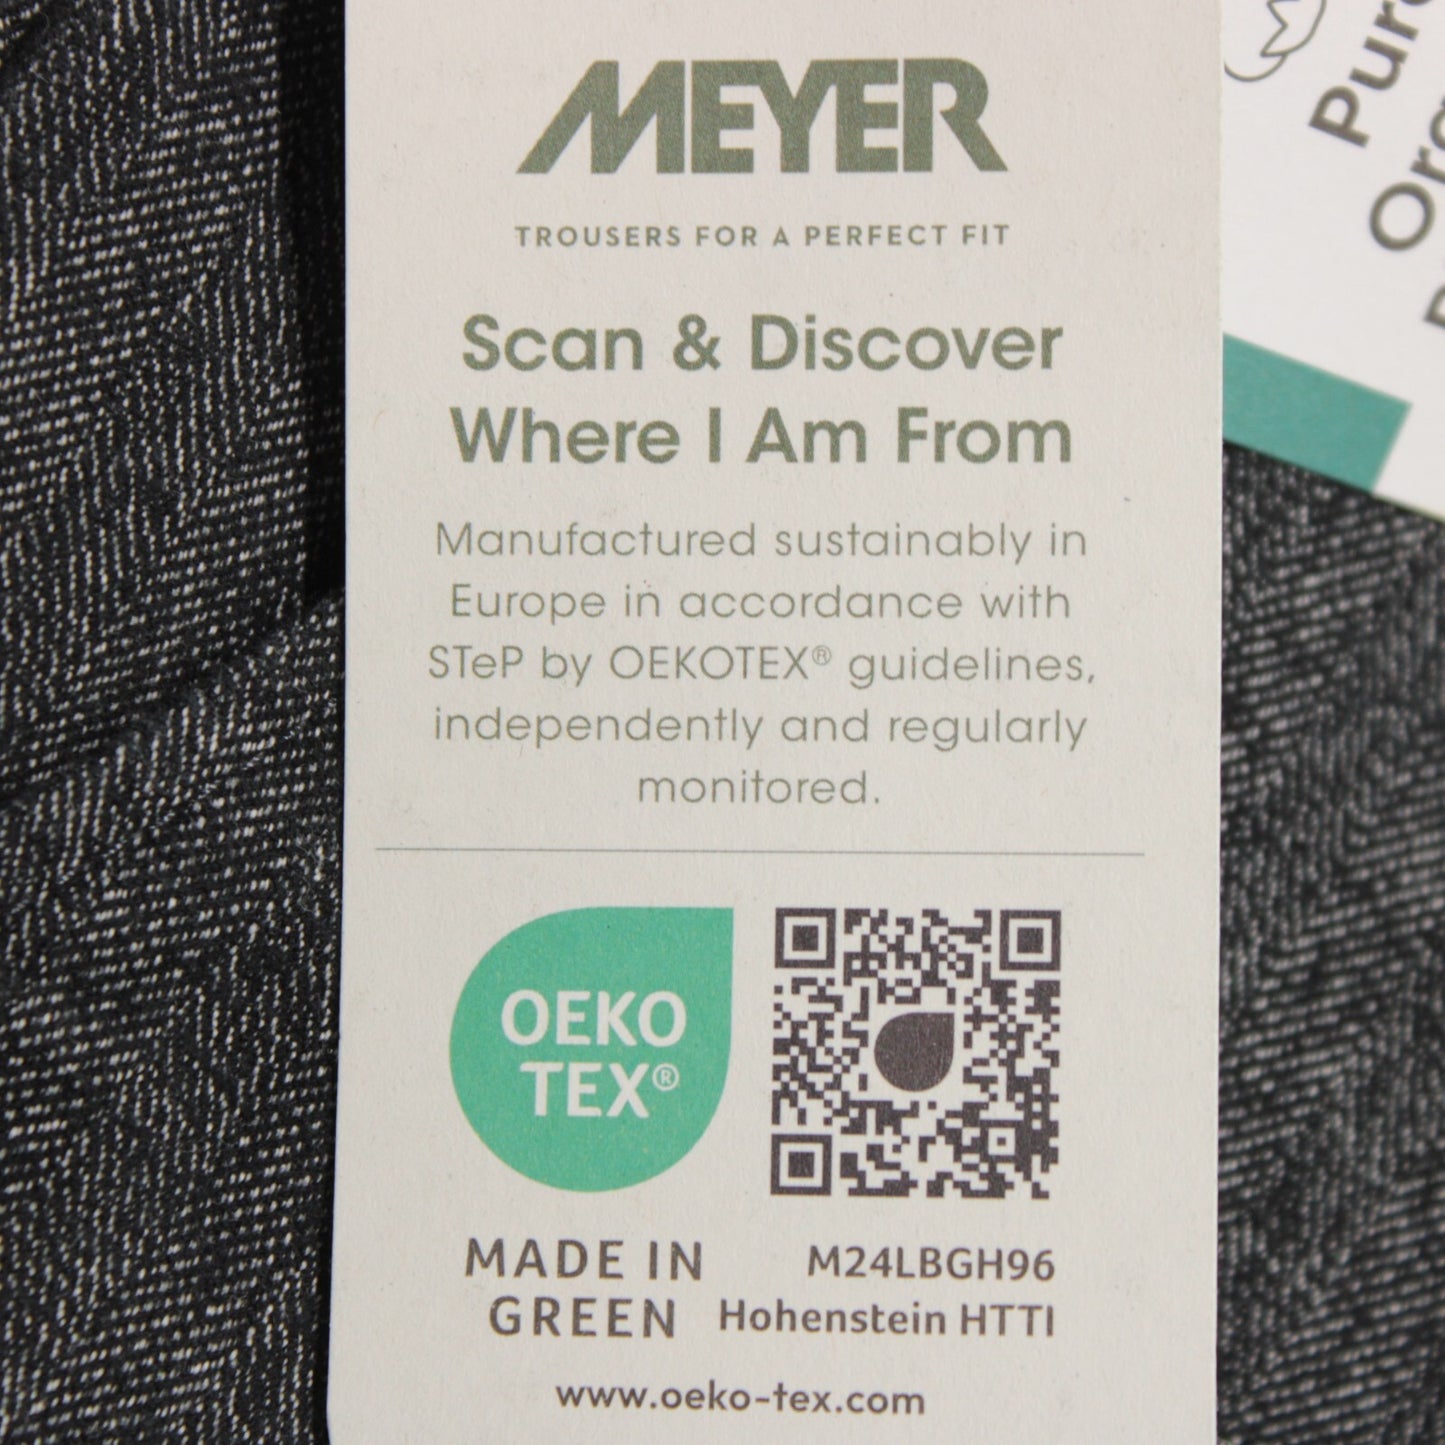 MEYER
TROUSERS FOR A PERFECT FIT
Scan & Discover
Where I Am From
Manufactured sustainably in
Europe in accordance with
STeP by OEKOTEX® guidelines,
independently and regularly
monitored.
OEKO
TEX®
MADE IN
GREEN
M24LBGH96
Hohenstein HTTI
www.oeko-tex.com